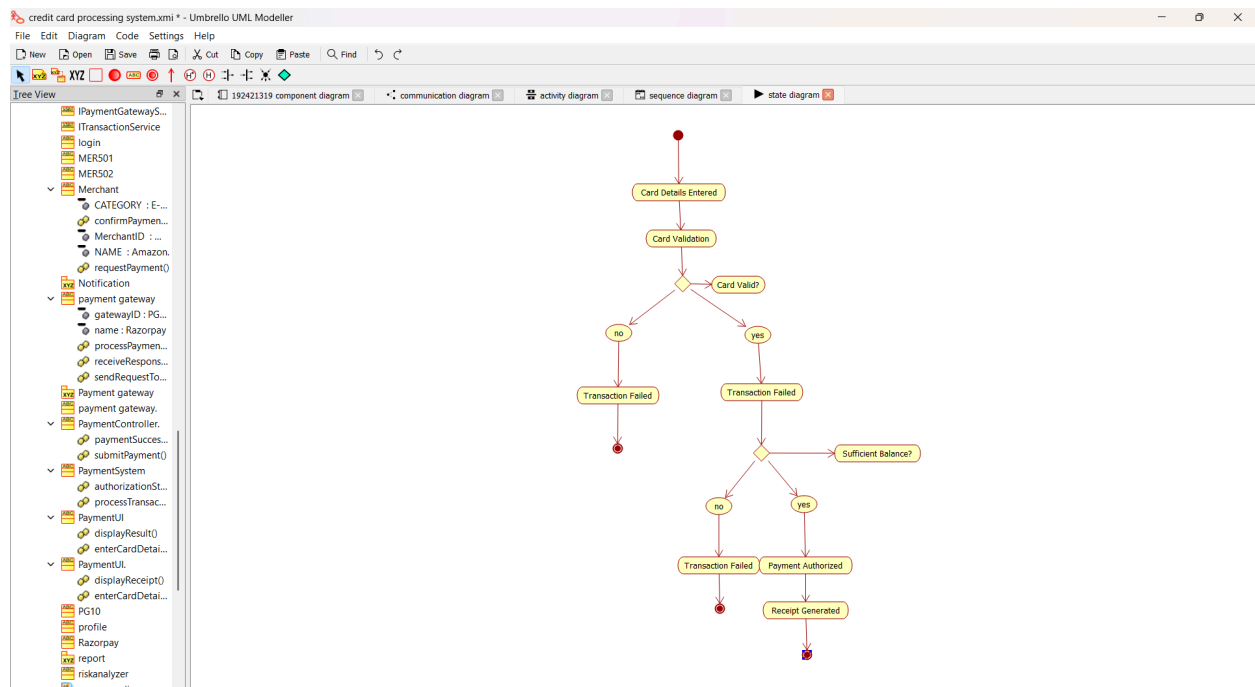 credit card processing system.xmi * - Umbrello UML Modeller
File Edit Diagram Code Settings Help
New Open Save Cut Copy Paste Find
XYZ XYZ ABC H* H
Tree View
192421319 component diagram communication diagram activity diagram sequence diagram state diagram
IPaymentGatewayS...
ITransactionService
login
MER501
MER502
Merchant
CATEGORY : E-...
confirmPaymen...
MerchantID : ...
NAME : Amazon.
requestPayment()
Notification
payment gateway
gatewayID : PG...
name : Razorpay
processPaymen...
receiveRespons...
sendRequestTo...
Payment gateway
payment gateway.
PaymentController.
paymentSucces...
submitPayment()
PaymentSystem
authorizationSt...
processTransac...
PaymentUI
displayResult()
enterCardDetai...
PaymentUI.
displayReceipt()
enterCardDetai...
PG10
profile
Razorpay
report
riskanalyzer
Card Details Entered
Card Validation
Card Valid?
no
yes
Transaction Failed
Transaction Failed
Sufficient Balance?
no
yes
Transaction Failed
Payment Authorized
Receipt Generated